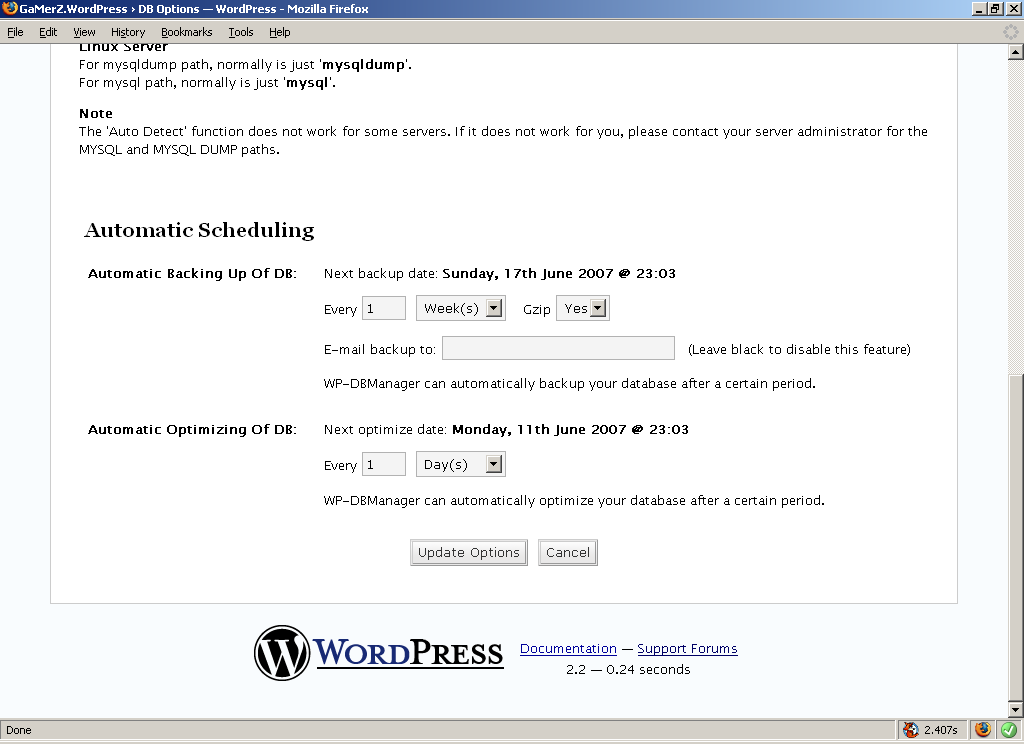 GaMerZ.WordPress › DB Options — WordPress - Mozilla Firefox
File Edit View History Bookmarks Tools Help
Linux Server
For mysqldump path, normally is just 'mysqldump'.
For mysql path, normally is just 'mysql'.
Note
The 'Auto Detect' function does not work for some servers. If it does not work for you, please contact your server administrator for the
MYSQL and MYSQL DUMP paths.
Automatic Scheduling
Automatic Backing Up Of DB: Next backup date: Sunday, 17th June 2007 @ 23:03
Every 1 Week(s) Gzip Yes
E-mail backup to: (Leave black to disable this feature)
WP-DBManager can automatically backup your database after a certain period.
Automatic Optimizing Of DB: Next optimize date: Monday, 11th June 2007 @ 23:03
Every 1 Day(s)
WP-DBManager can automatically optimize your database after a certain period.
Update Options Cancel
W WORDPRESS Documentation — Support Forums
2.2 — 0.24 seconds
Done 2.407s